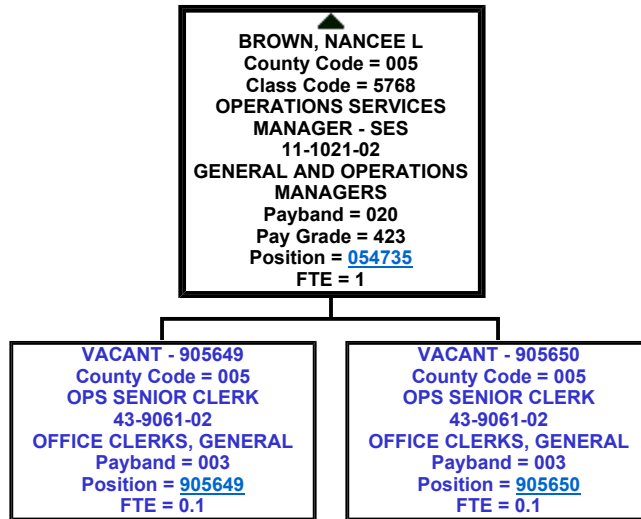 BROWN, NANCEE L
County Code = 005
Class Code = 5768
OPERATIONS SERVICES
MANAGER - SES
11-1021-02
GENERAL AND OPERATIONS
MANAGERS
Payband = 020
Pay Grade = 423
Position = 054735
FTE = 1
VACANT - 905649
County Code = 005
OPS SENIOR CLERK
43-9061-02
OFFICE CLERKS, GENERAL
Payband = 003
Position = 905649
FTE = 0.1
VACANT - 905650
County Code = 005
OPS SENIOR CLERK
43-9061-02
OFFICE CLERKS, GENERAL
Payband = 003
Position = 905650
FTE = 0.1